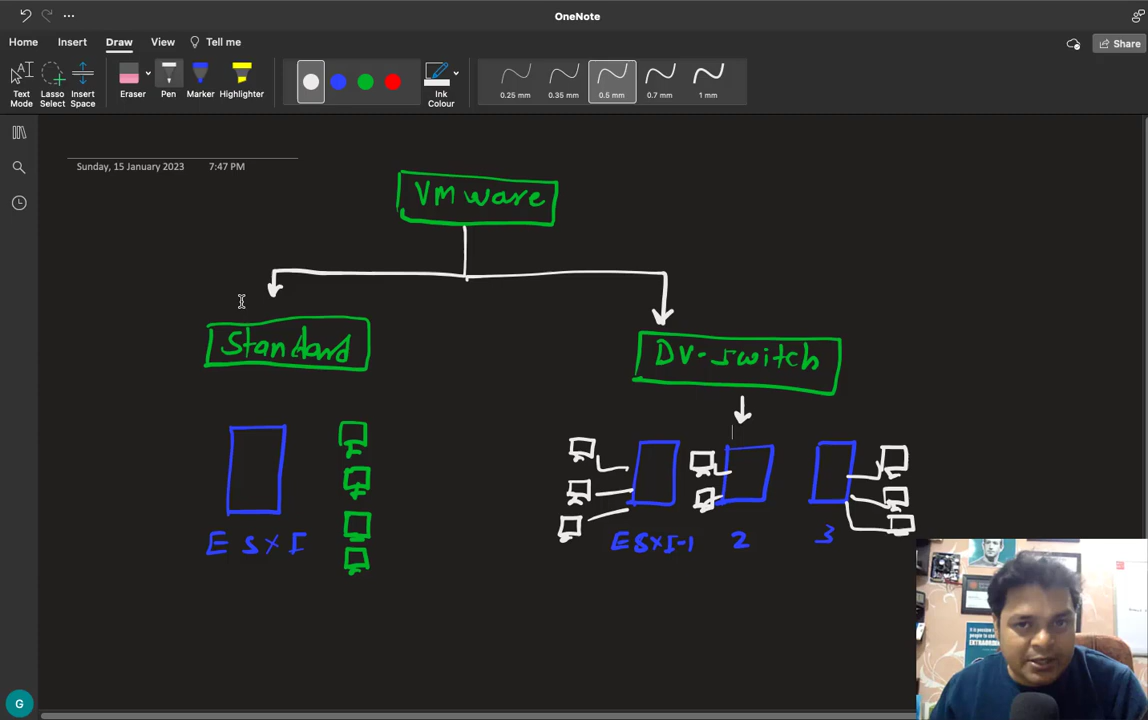 OneNote
Home Insert Draw View Tell me
Share
Text Mode
Lasso Select
Insert Space
Eraser
Pen
Marker
Highlighter
Ink Colour
0.25 mm
0.35 mm
0.5 mm
0.7 mm
1 mm
Sunday, 15 January 2023 7:47 PM
VMware
Standard
DV-switch
ESXI
ESXI-1 2 3
EXTRAORDIN
G